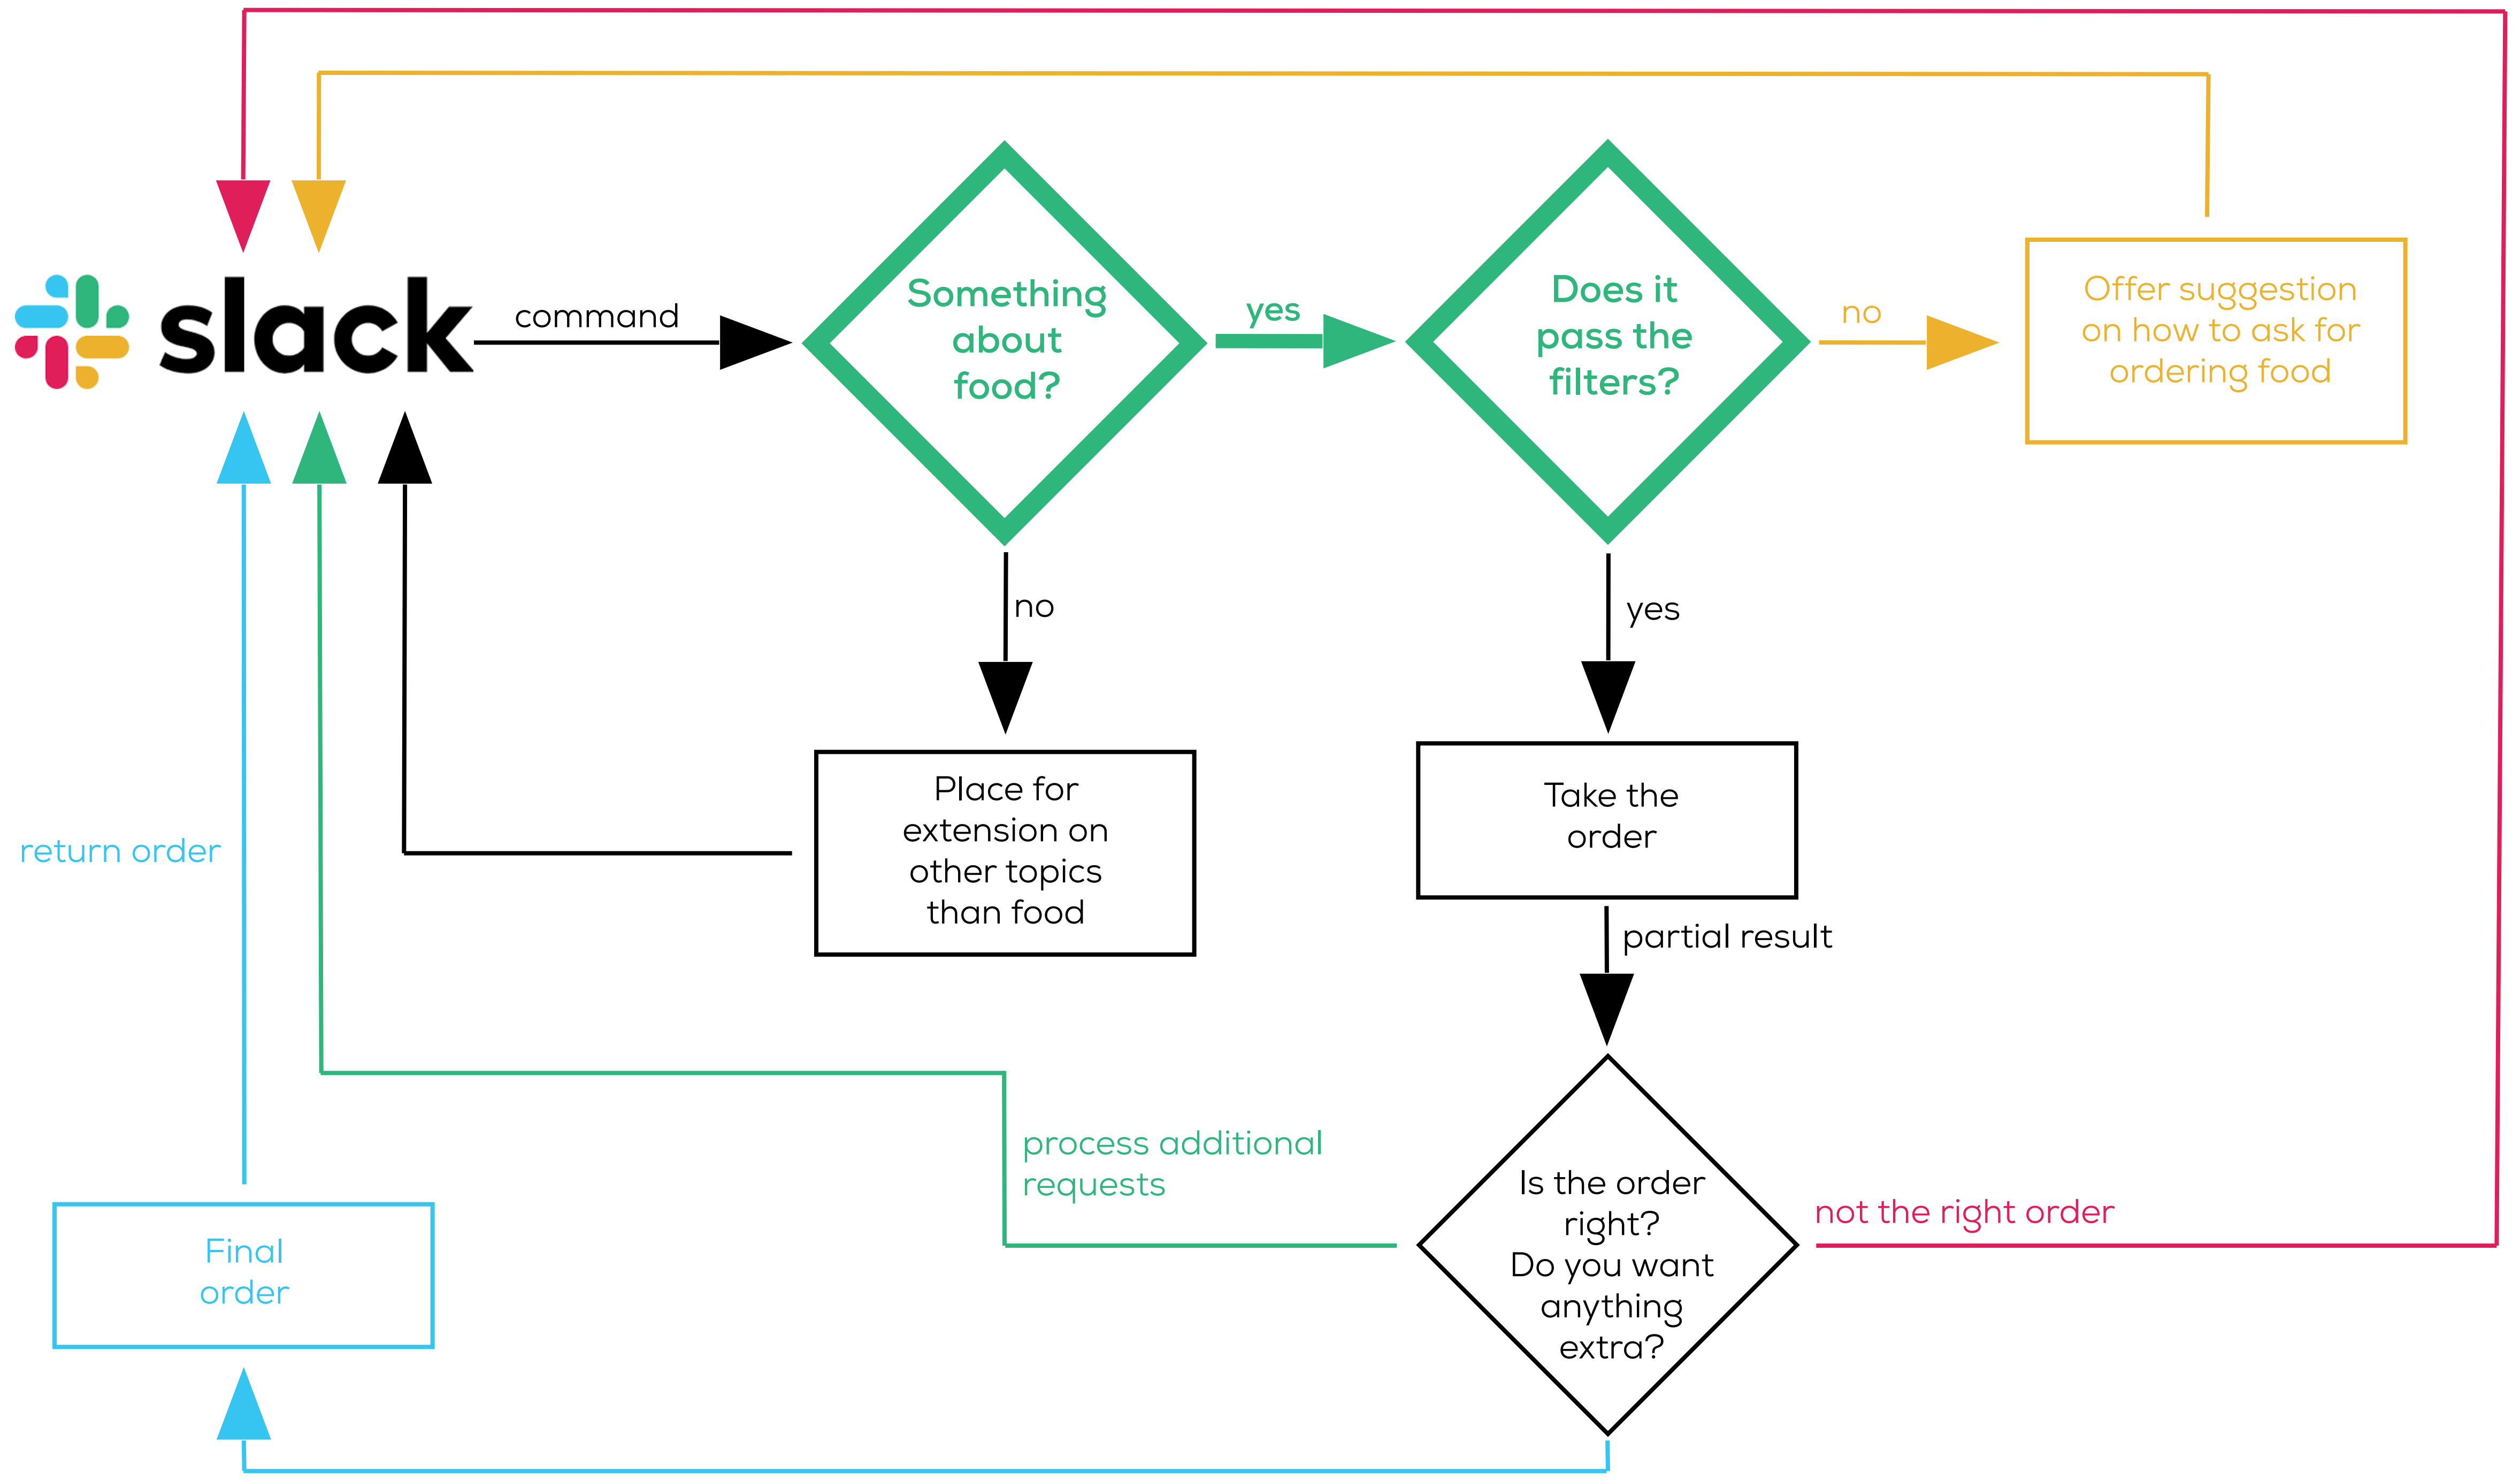 slack
command
Something
about
food?
yes
Does it
pass the
filters?
no
Offer suggestion
on how to ask for
ordering food
no
yes
Place for
extension on
other topics
than food
Take the
order
return order
partial result
process additional
requests
Is the order
right?
Do you want
anything
extra?
not the right order
Final
order